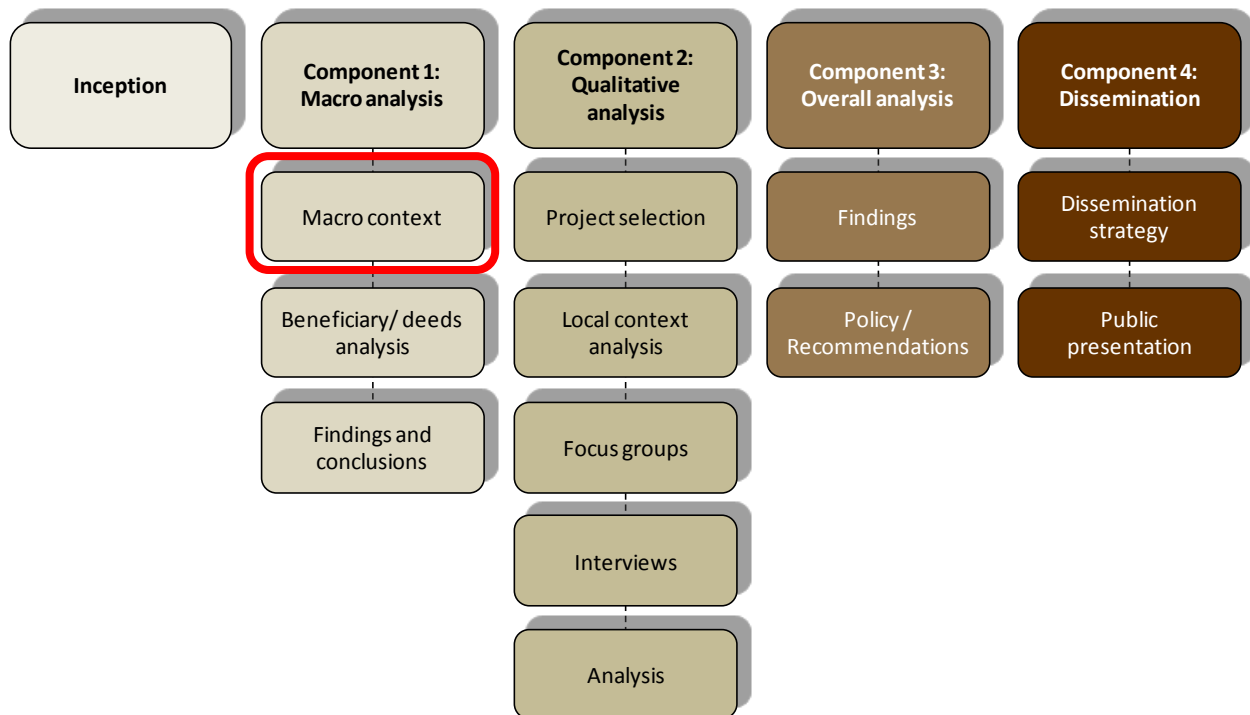 Inception
Component 1:
Macro analysis
Component 2:
Qualitative
analysis
Component 3:
Overall analysis
Component 4:
Dissemination
Macro context
Project selection
Findings
Dissemination
strategy
Beneficiary/ deeds
analysis
Local context
analysis
Policy /
Recommendations
Public
presentation
Findings and
conclusions
Focus groups
Interviews
Analysis